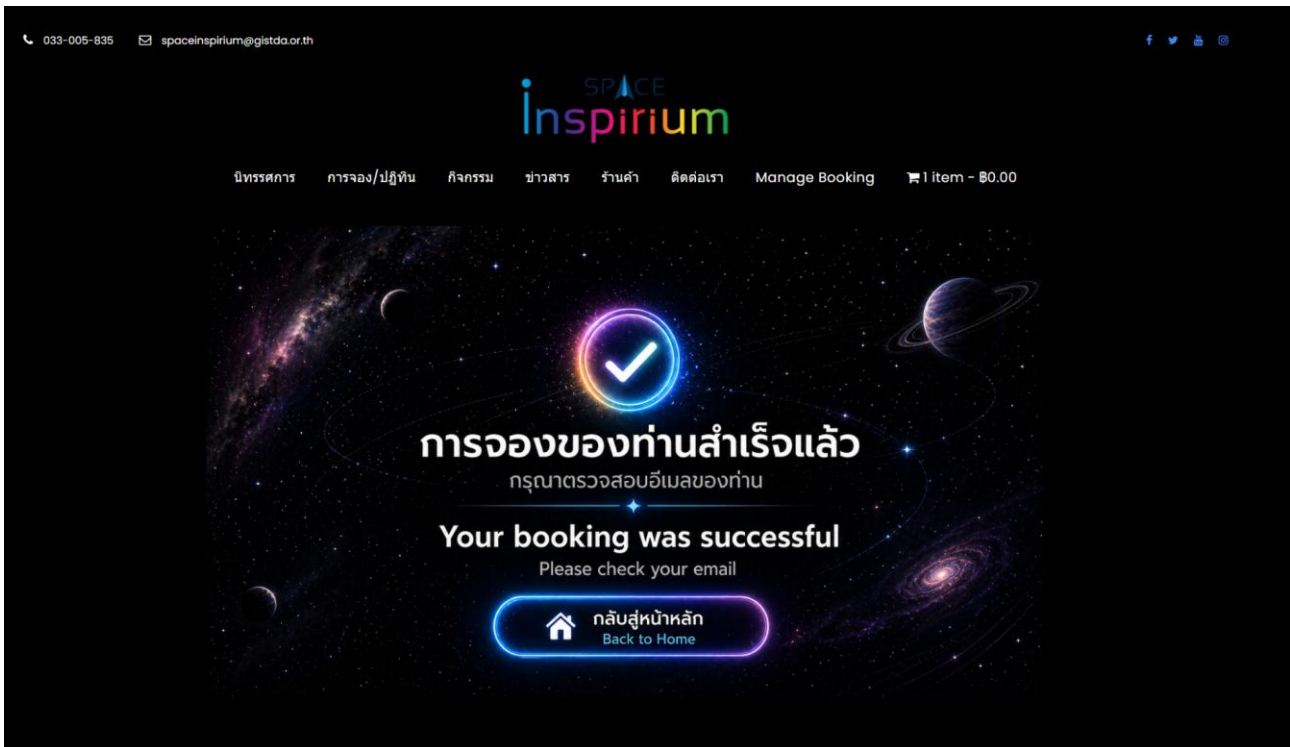 033-005-835 spaceinspirium@gistda.or.th
SPACE
inspirium
นิทรรศการ การจอง/ปฏิทิน กิจกรรม ข่าวสาร ร้านค้า ติดต่อเรา Manage Booking 1 item - ฿0.00
การจองของท่านสำเร็จแล้ว
กรุณาตรวจสอบอีเมลของท่าน
Your booking was successful
Please check your email
กลับสู่หน้าหลัก
Back to Home